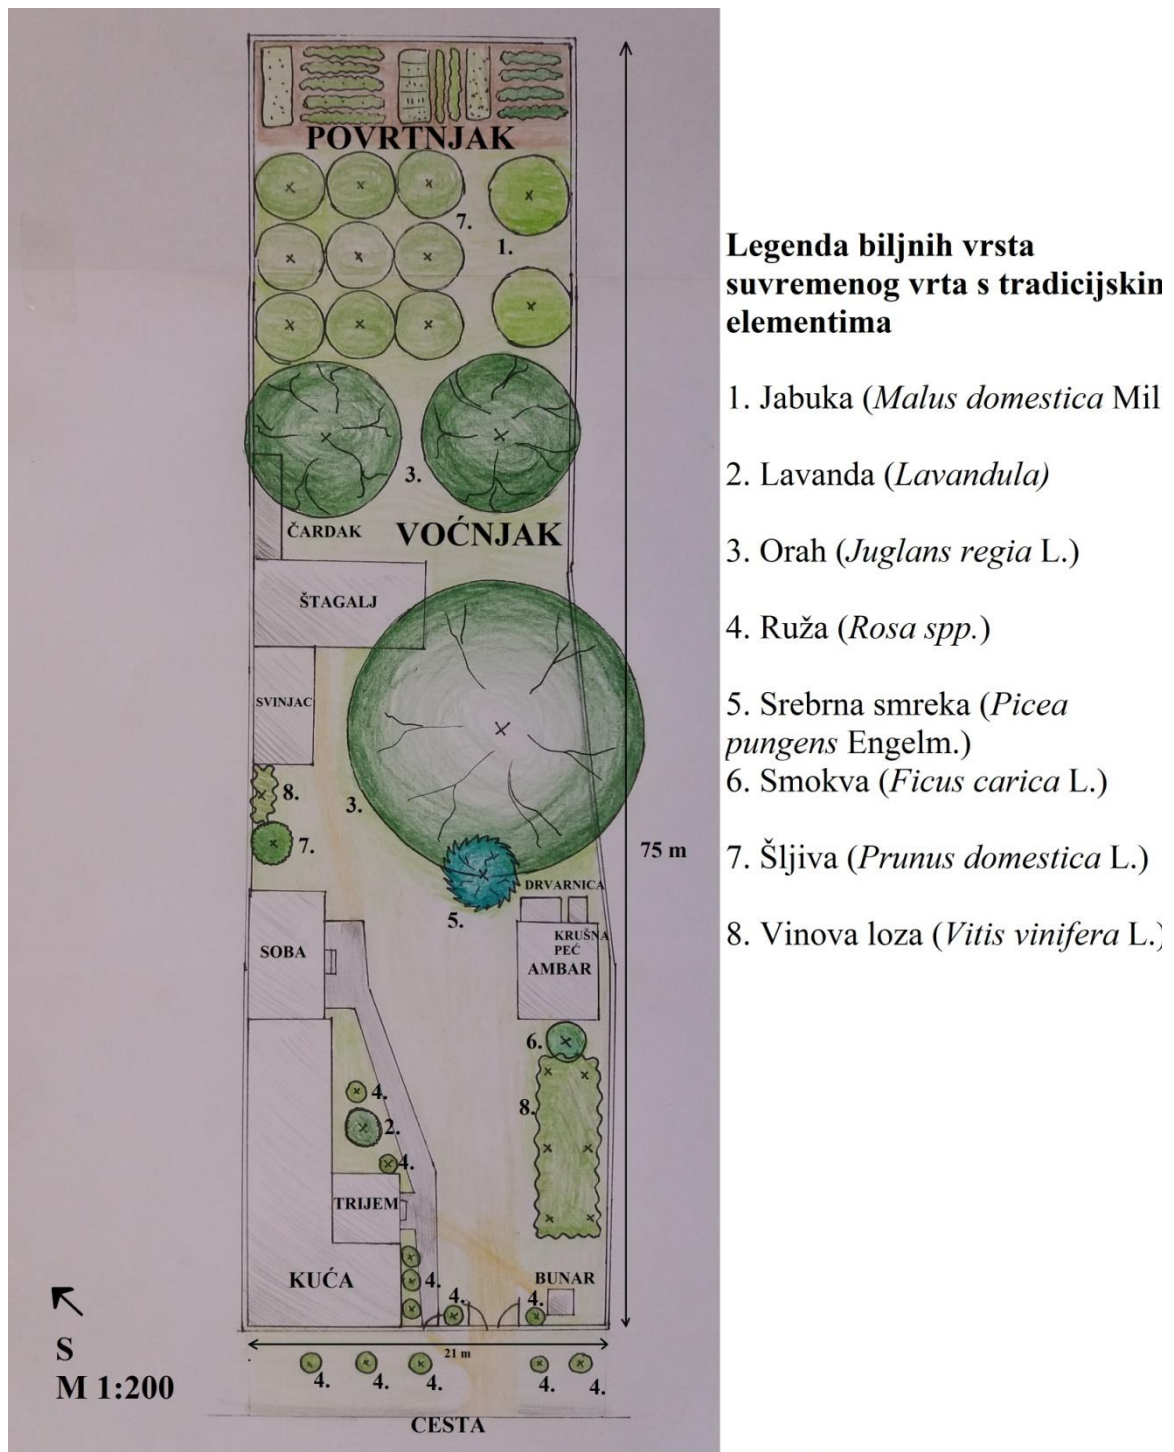 POVRTNJAK
7.
1.
3.
ČARDAK
VOĆNJAK
ŠTAGALJ
SVINJAC
8.
3.
7.
75 m
DRVARNICA
5.
SOBA
KRUŠNA
PEĆ
AMBAR
6.
4.
8.
2.
4.
TRIJEM
KUĆA
4.
BUNAR
4.
4.
21 m
4.
4.
4.
4.
4.
CESTA
S
M 1:200
Legenda biljnih vrsta
suvremenog vrta s tradicijskim
elementima
1. Jabuka (Malus domestica Mil
2. Lavanda (Lavandula)
3. Orah (Juglans regia L.)
4. Ruža (Rosa spp.)
5. Srebrna smreka (Picea
pungens Engelm.)
6. Smokva (Ficus carica L.)
7. Šljiva (Prunus domestica L.)
8. Vinova loza (Vitis vinifera L.)